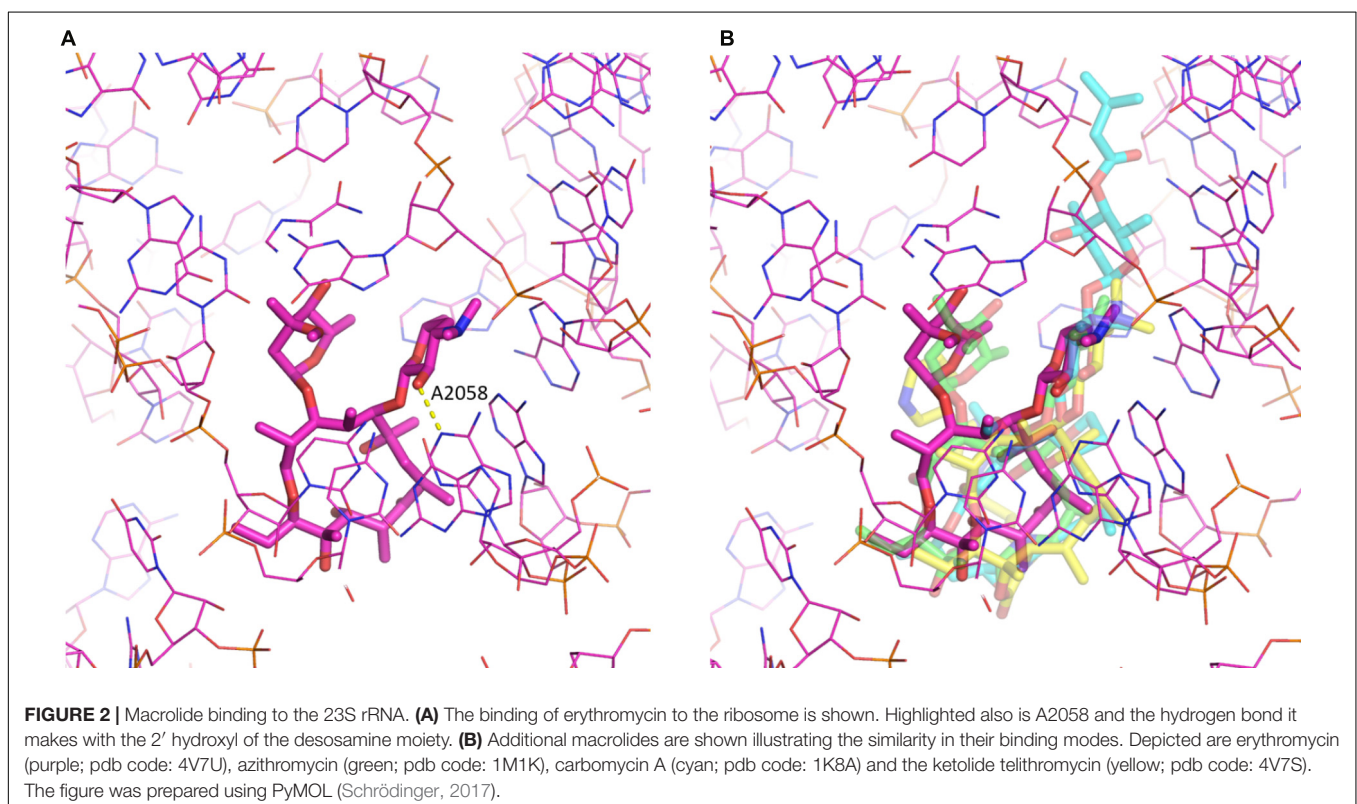 A
B
A2058
FIGURE 2 | Macrolide binding to the 23S rRNA. (A) The binding of erythromycin to the ribosome is shown. Highlighted also is A2058 and the hydrogen bond it
makes with the 2′ hydroxyl of the desosamine moiety. (B) Additional macrolides are shown illustrating the similarity in their binding modes. Depicted are erythromycin
(purple; pdb code: 4V7U), azithromycin (green; pdb code: 1M1K), carbomycin A (cyan; pdb code: 1K8A) and the ketolide telithromycin (yellow; pdb code: 4V7S).
The figure was prepared using PyMOL (Schrödinger, 2017).